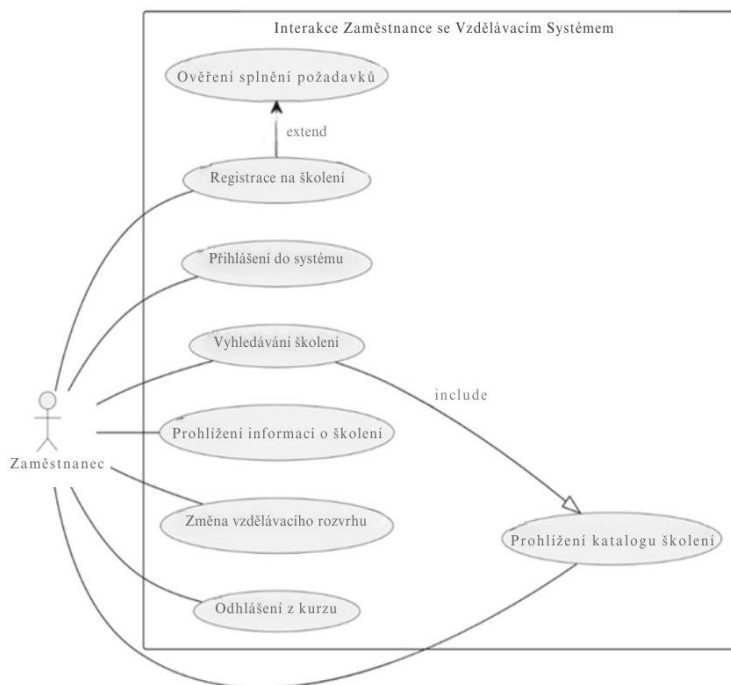 Interakce Zaměstnance se Vzdělávacím Systémem
Ověření splnění požadavků
extend
Registrace na školení
Přihlášení do systému
Vyhledávání školení
include
Prohlížení informací o školení
Zaměstnanec
Změna vzdělávacího rozvrhu
Prohlížení katalogu školení
Odhlášení z kurzu